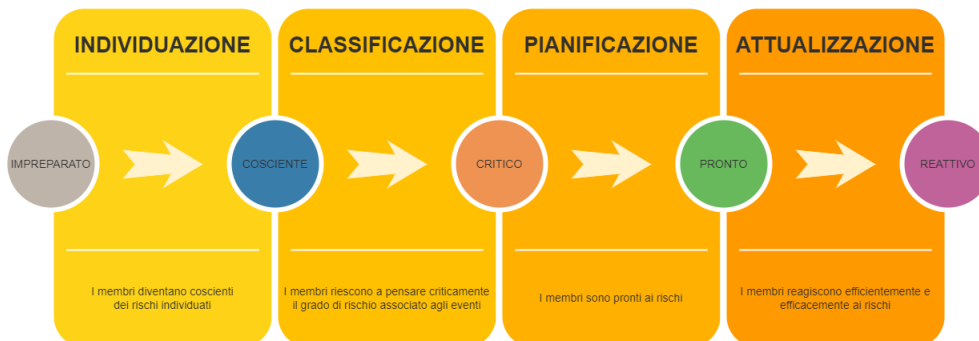 INDIVIDUAZIONE
CLASSIFICAZIONE
PIANIFICAZIONE
ATTUALIZZAZIONE
IMPREPARATO
COSCIENTE
CRITICO
PRONTO
REATTIVO
I membri diventano coscienti
dei rischi individuati
I membri riescono a pensare criticamente
il grado di rischio associato agli eventi
I membri sono pronti ai rischi
I membri reagiscono efficientemente e
efficacemente ai rischi